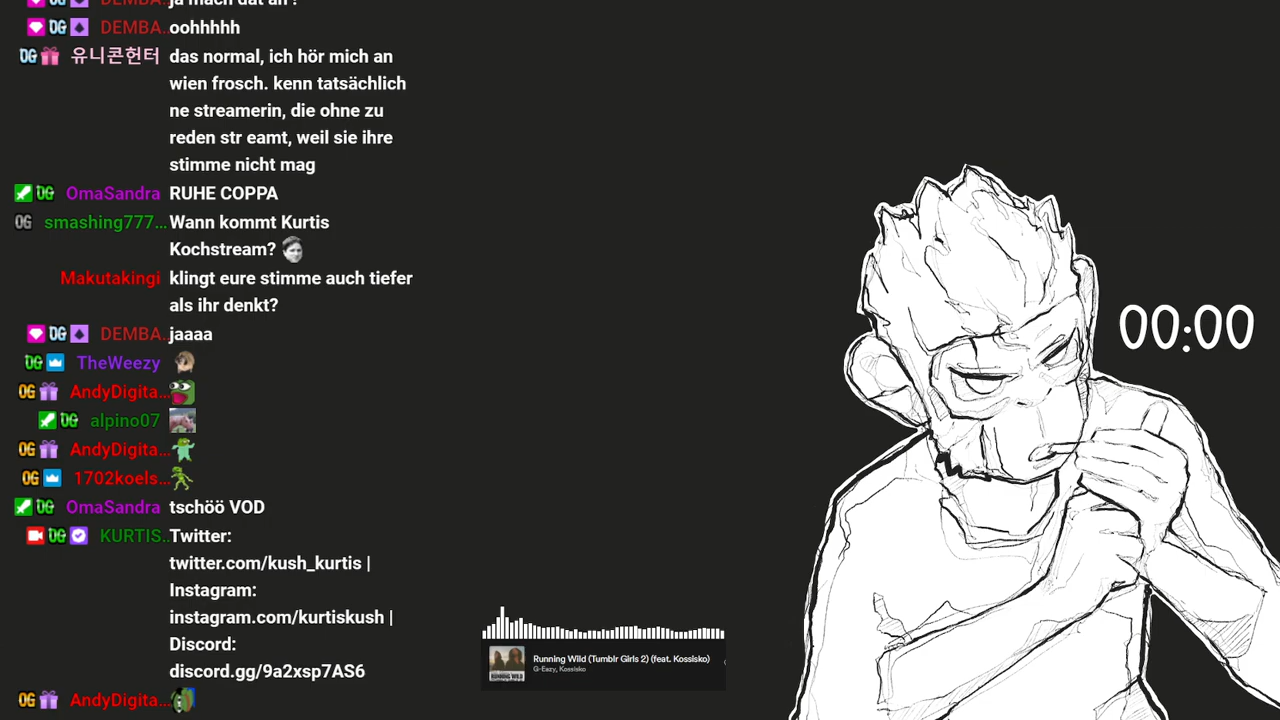 ja mach dat an !
DEMBA.. oohhhhh
유니콘헌터 das normal, ich hör mich an
wien frosch. kenn tatsächlich
ne streamerin, die ohne zu
reden str eamt, weil sie ihre
stimme nicht mag
OmaSandra RUHE COPPA
smashing777... Wann kommt Kurtis
Kochstream?
Makutakingi klingt eure stimme auch tiefer
als ihr denkt?
DEMBA.. jaaaa
TheWeezy
AndyDigita...
alpino07
AndyDigita...
1702koels...
OmaSandra tschöö VOD
KURTIS.. Twitter:
twitter.com/kush_kurtis |
Instagram:
instagram.com/kurtiskush |
Discord:
discord.gg/9a2xsp7AS6
AndyDigita...
00:00
Running Wild (Tumblr Girls 2) (feat. Kossisko)
G-Eazy, Kossisko
RUNNING WILD